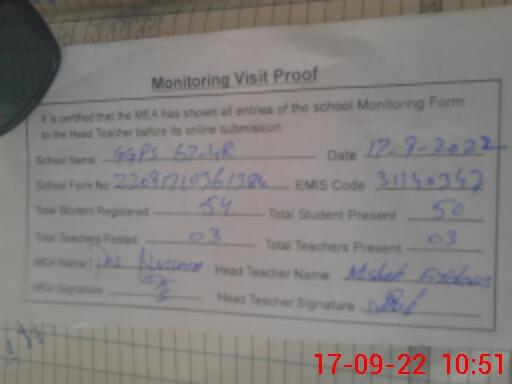 Monitoring Visit Proof
It is certified that the MEA has shown all entries of the school Monitoring Form
to the Head Teacher before its online submission
School Name GGPS 67-4R Date 17-9-2022
School Form No EMIS Code 31140347
Total Student Registered 54 Total Student Present 50
Total Teachers Posted 03 Total Teachers Present 03
MEA Name Head Teacher Name
MEA Signature Head Teacher Signature
17-09-22 10:51